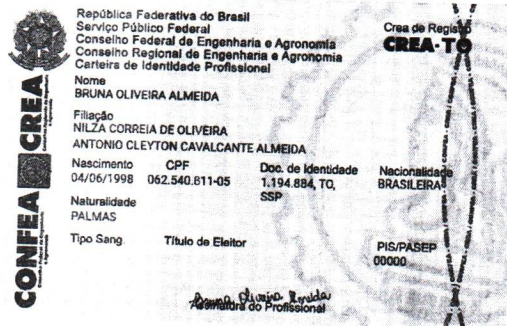 República Federativa do Brasil
Serviço Público Federal
Conselho Federal de Engenharia e Agronomia
Conselho Regional de Engenharia e Agronomia
Carteira de Identidade Profissional
Crea de Registro
CREA-TO
Nome
BRUNA OLIVEIRA ALMEIDA
Filiação
NILZA CORREIA DE OLIVEIRA
ANTONIO CLEYTON CAVALCANTE ALMEIDA
Nascimento CPF Doc. de Identidade Nacionalidade
04/06/1998 062.540.811-05 1.194.884, TO, BRASILEIRA
SSP
Naturalidade
PALMAS
Tipo Sang. Título de Eleitor PIS/PASEP
00000
Bruna Oliveira Almeida
Assinatura do Profissional
CONFEA CREA